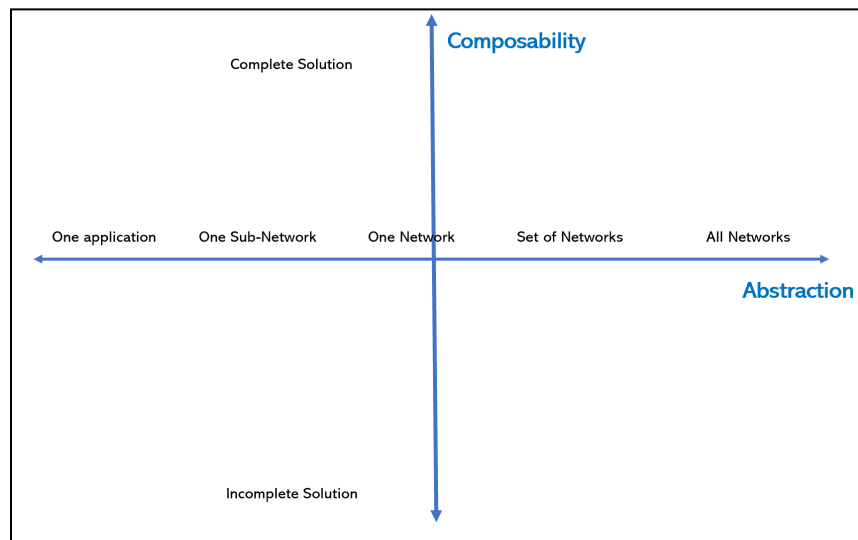 Composability
Complete Solution
One application
One Sub-Network
One Network
Set of Networks
All Networks
Abstraction
Incomplete Solution